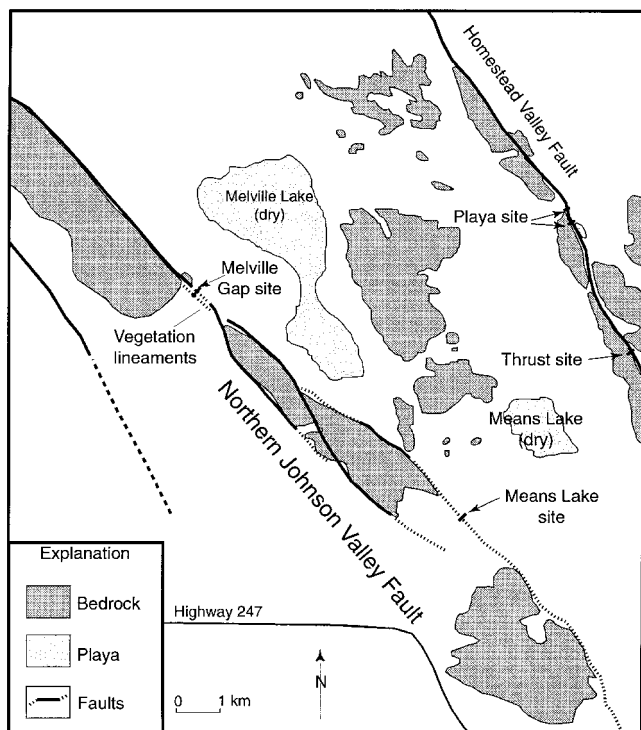 Homestead Valley Fault
Melville Lake
(dry)
Playa site
Melville
Gap site
Vegetation
lineaments
Thrust site
Northern Johnson Valley Fault
Means Lake
(dry)
Means Lake
site
Explanation
Bedrock
Playa
Faults
Highway 247
0 1 km
N